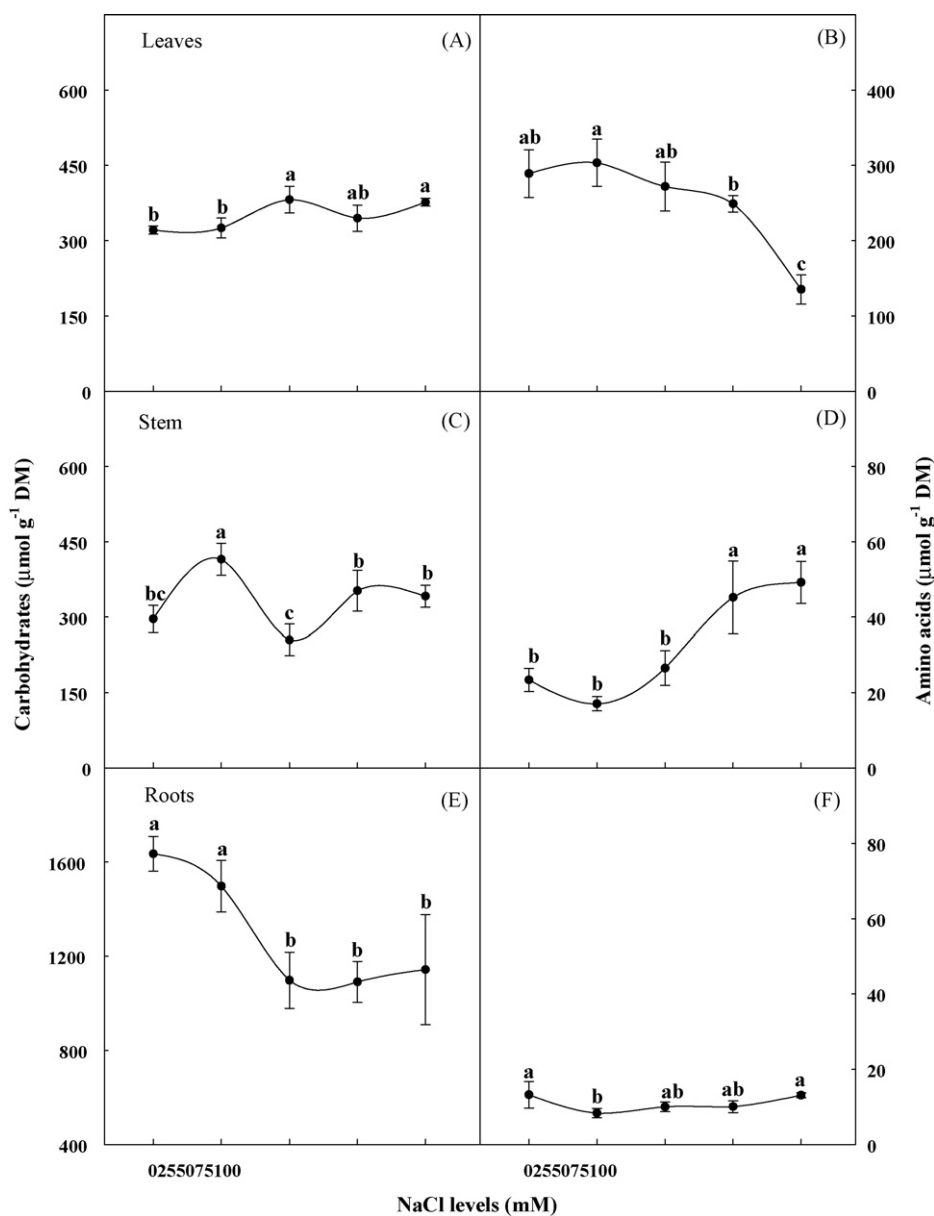 Leaves
(A)
(B)
600
450
300
150
0
b
b
a
ab
a
400
300
200
100
0
ab
a
ab
b
c
Stem
(C)
(D)
600
450
300
150
0
bc
a
c
b
b
80
60
40
20
0
b
b
b
a
a
Carbohydrates (μmol g⁻¹ DM)
Amino acids (μmol g⁻¹ DM)
Roots
(E)
(F)
1600
1200
800
400
a
a
b
b
b
80
60
40
20
0
a
b
ab
ab
a
0255075100
0255075100
NaCl levels (mM)